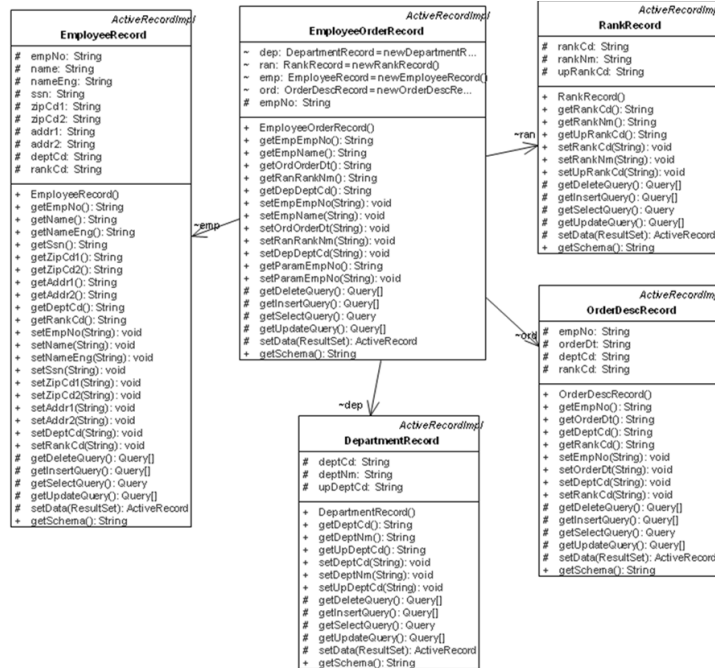 ActiveRecordImpl
EmployeeRecord
# empNo: String
# name: String
# nameEng: String
# ssn: String
# zipCd1: String
# zipCd2: String
# addr1: String
# addr2: String
# deptCd: String
# rankCd: String
+ EmployeeRecord()
+ getEmpNo(): String
+ getName(): String
+ getNameEng(): String
+ getSsn(): String
+ getZipCd1(): String
+ getZipCd2(): String
+ getAddr1(): String
+ getAddr2(): String
+ getDeptCd(): String
+ getRankCd(): String
+ setEmpNo(String): void
+ setName(String): void
+ setNameEng(String): void
+ setSsn(String): void
+ setZipCd1(String): void
+ setZipCd2(String): void
+ setAddr1(String): void
+ setAddr2(String): void
+ setDeptCd(String): void
+ setRankCd(String): void
# getDeleteQuery(): Query[]
# getInsertQuery(): Query[]
# getSelectQuery(): Query
# getUpdateQuery(): Query[]
# setData(ResultSet): ActiveRecord
+ getSchema(): String
~emp
ActiveRecordImpl
EmployeeOrderRecord
~ dep: DepartmentRecord = newDepartmentR...
~ ran: RankRecord = newRankRecord()
~ emp: EmployeeRecord = newEmployeeRecord()
~ ord: OrderDescRecord = newOrderDescRe...
# empNo: String
+ EmployeeOrderRecord()
+ getEmpEmpNo(): String
+ getEmpName(): String
+ getOrdOrderDt(): String
+ getRanRankNm(): String
+ getDepDeptCd(): String
+ setEmpEmpNo(String): void
+ setEmpName(String): void
+ setOrdOrderDt(String): void
+ setRanRankNm(String): void
+ setDepDeptCd(String): void
+ getParamEmpNo(): String
+ setParamEmpNo(String): void
# getDeleteQuery(): Query[]
# getInsertQuery(): Query[]
# getSelectQuery(): Query
# getUpdateQuery(): Query[]
# setData(ResultSet): ActiveRecord
+ getSchema(): String
~ran
~ord
~dep
ActiveRecordImpl
RankRecord
# rankCd: String
# rankNm: String
# upRankCd: String
+ RankRecord()
+ getRankCd(): String
+ getRankNm(): String
+ getUpRankCd(): String
+ setRankCd(String): void
+ setRankNm(String): void
+ setUpRankCd(String): void
# getDeleteQuery(): Query[]
# getInsertQuery(): Query[]
# getSelectQuery(): Query
# getUpdateQuery(): Query[]
# setData(ResultSet): ActiveRecord
+ getSchema(): String
ActiveRecordImpl
OrderDescRecord
# empNo: String
# orderDt: String
# deptCd: String
# rankCd: String
+ OrderDescRecord()
+ getEmpNo(): String
+ getOrderDt(): String
+ getDeptCd(): String
+ getRankCd(): String
+ setEmpNo(String): void
+ setOrderDt(String): void
+ setDeptCd(String): void
+ setRankCd(String): void
# getDeleteQuery(): Query[]
# getInsertQuery(): Query[]
# getSelectQuery(): Query
# getUpdateQuery(): Query[]
# setData(ResultSet): ActiveRecord
+ getSchema(): String
ActiveRecordImpl
DepartmentRecord
# deptCd: String
# deptNm: String
# upDeptCd: String
+ DepartmentRecord()
+ getDeptCd(): String
+ getDeptNm(): String
+ getUpDeptCd(): String
+ setDeptCd(String): void
+ setDeptNm(String): void
+ setUpDeptCd(String): void
# getDeleteQuery(): Query[]
# getInsertQuery(): Query[]
# getSelectQuery(): Query
# getUpdateQuery(): Query[]
# setData(ResultSet): ActiveRecord
+ getSchema(): String